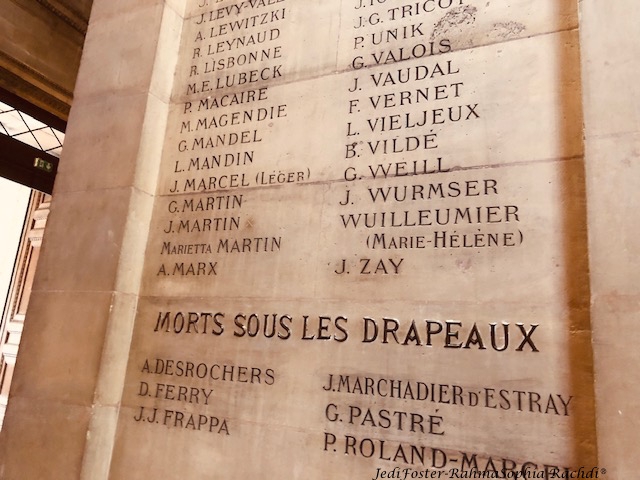 J. LEVY-VALE
A. LEWITZKI
R. LEYNAUD
R. LISBONNE
M.E. LUBECK
P. MACAIRE
M. MAGENDIE
G. MANDEL
L. MANDIN
J. MARCEL (LÉGER)
G. MARTIN
J. MARTIN
MARIETTA MARTIN
A. MARX
J.G. TRICOT
P. UNIK
G. VALOIS
J. VAUDAL
F. VERNET
L. VIELJEUX
B. VILDÉ
G. WEILL
J. WURMSER
WUILLEUMIER
(MARIE-HÉLÈNE)
J. ZAY
MORTS SOUS LES DRAPEAUX
A. DESROCHERS
D. FERRY
J.J. FRAPPA
J. MARCHADIER D'ESTRAY
G. PASTRÉ
P. ROLAND-MARC
JediFoster-RahmaSophia Rachdi®